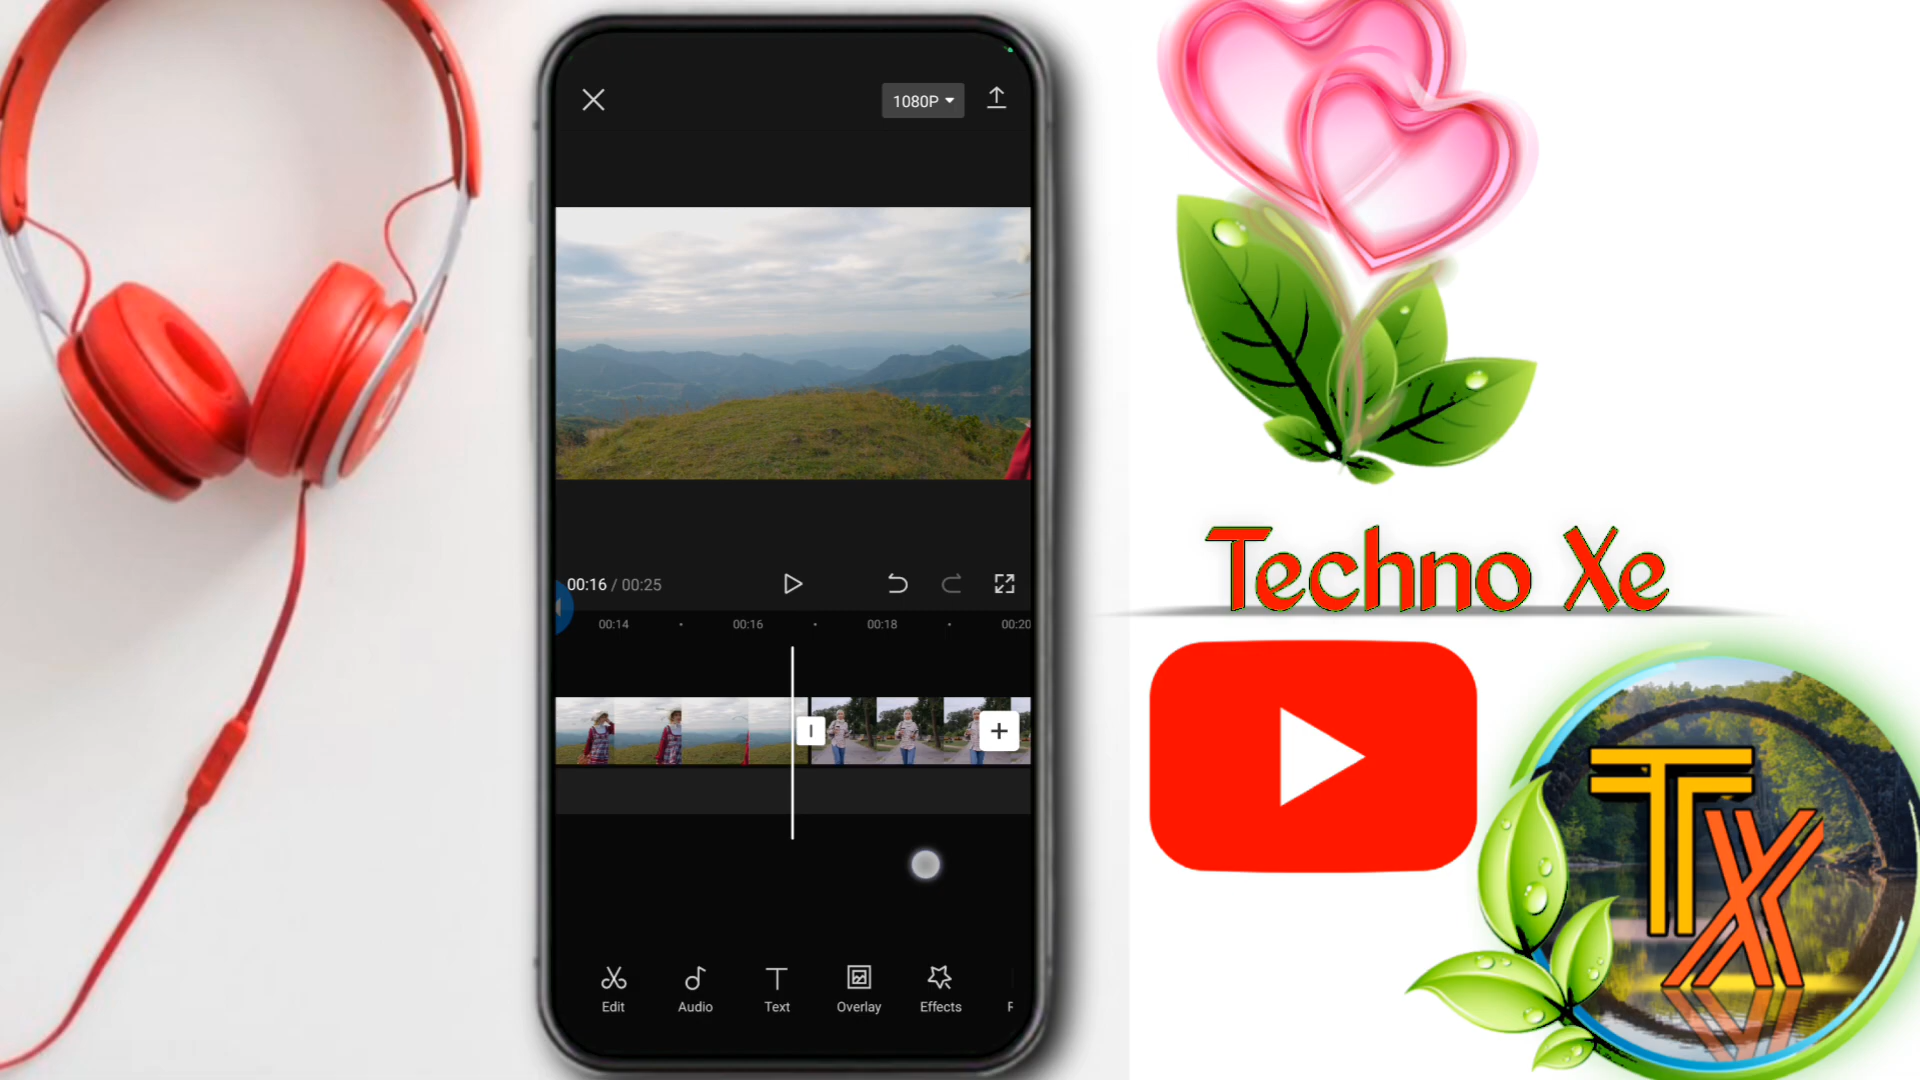 1080P
00:16 / 00:25
00:14 00:16 00:18 00:20
Edit Audio Text Overlay Effects
Techno Xe
TX